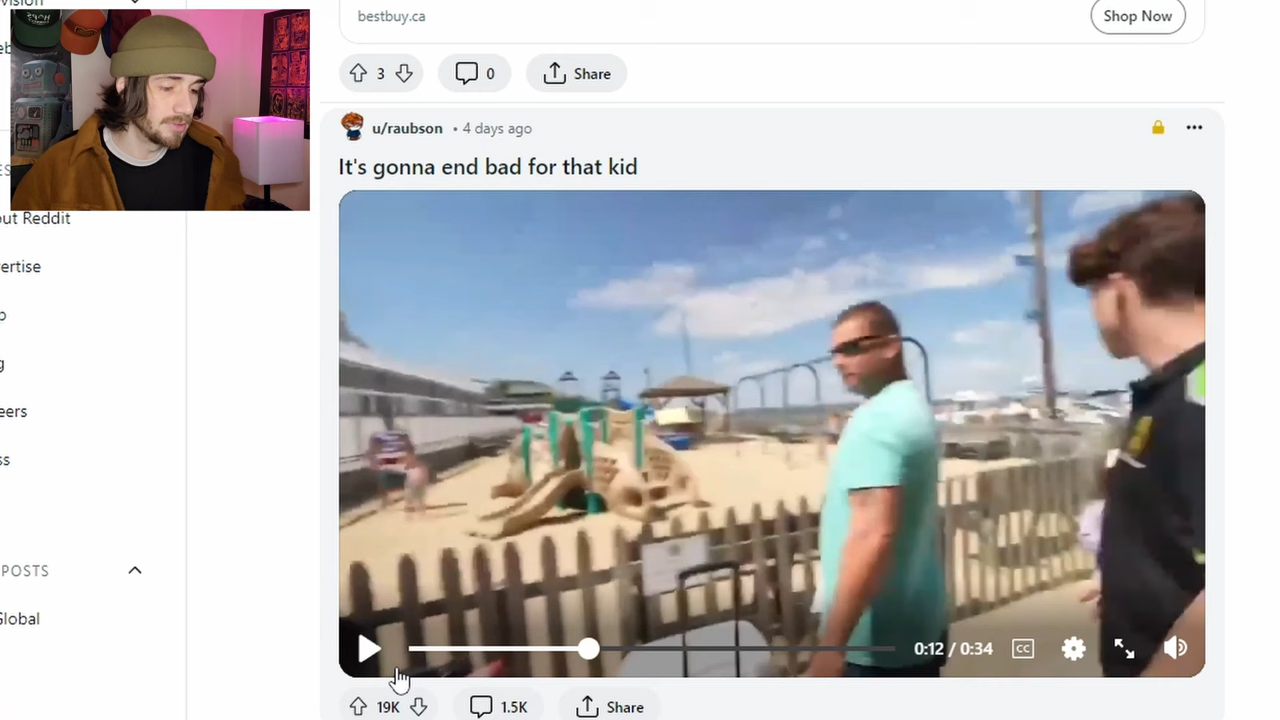 bestbuy.ca
Shop Now
3
0
Share
u/raubson • 4 days ago
It's gonna end bad for that kid
out Reddit
ertise
eers
POSTS
Global
0:12 / 0:34
CC
19K
1.5K
Share